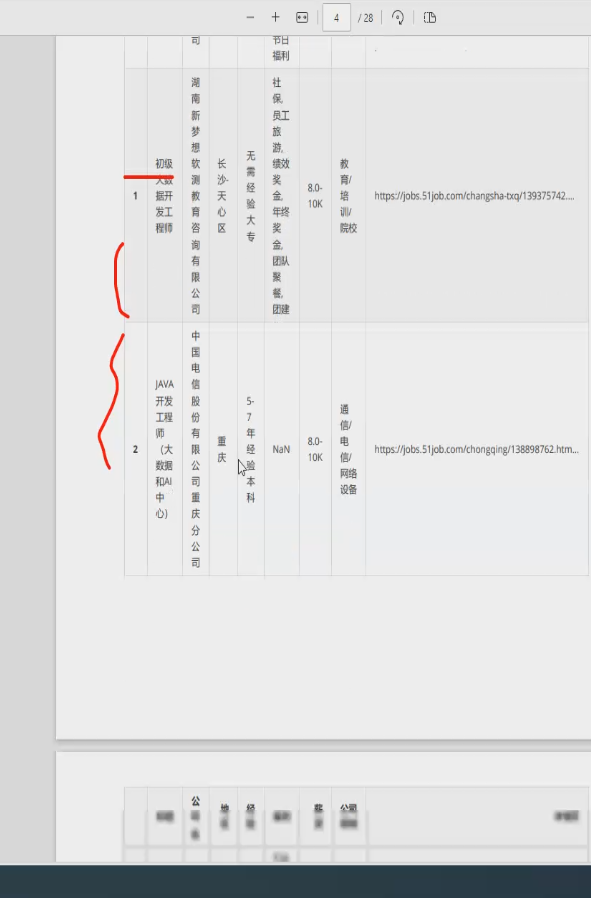 4 / 28
司
节日
福利
1
初级
大数
据开
发工
程师
湖
南
新
梦
想
软
测
教
育
咨
询
有
限
公
司
长
沙-
天
心
区
无
需
经
验
大
专
社
保,
员工
旅
游,
绩效
奖
金,
年终
奖
金,
团队
聚
餐,
团建
8.0-
10K
教
育/
培
训/
院校
https://jobs.51job.com/changsha-txq/139375742....
2
JAVA
开发
工程
师
（大
数据
和AI
中
心）
中
国
电
信
股
份
有
限
公
司
重
庆
分
公
司
重
庆
5-
7
年
经
验
本
科
NaN
8.0-
10K
通
信/
电
信/
网络
设备
https://jobs.51job.com/chongqing/138898762.htm...
公
地
经
公司